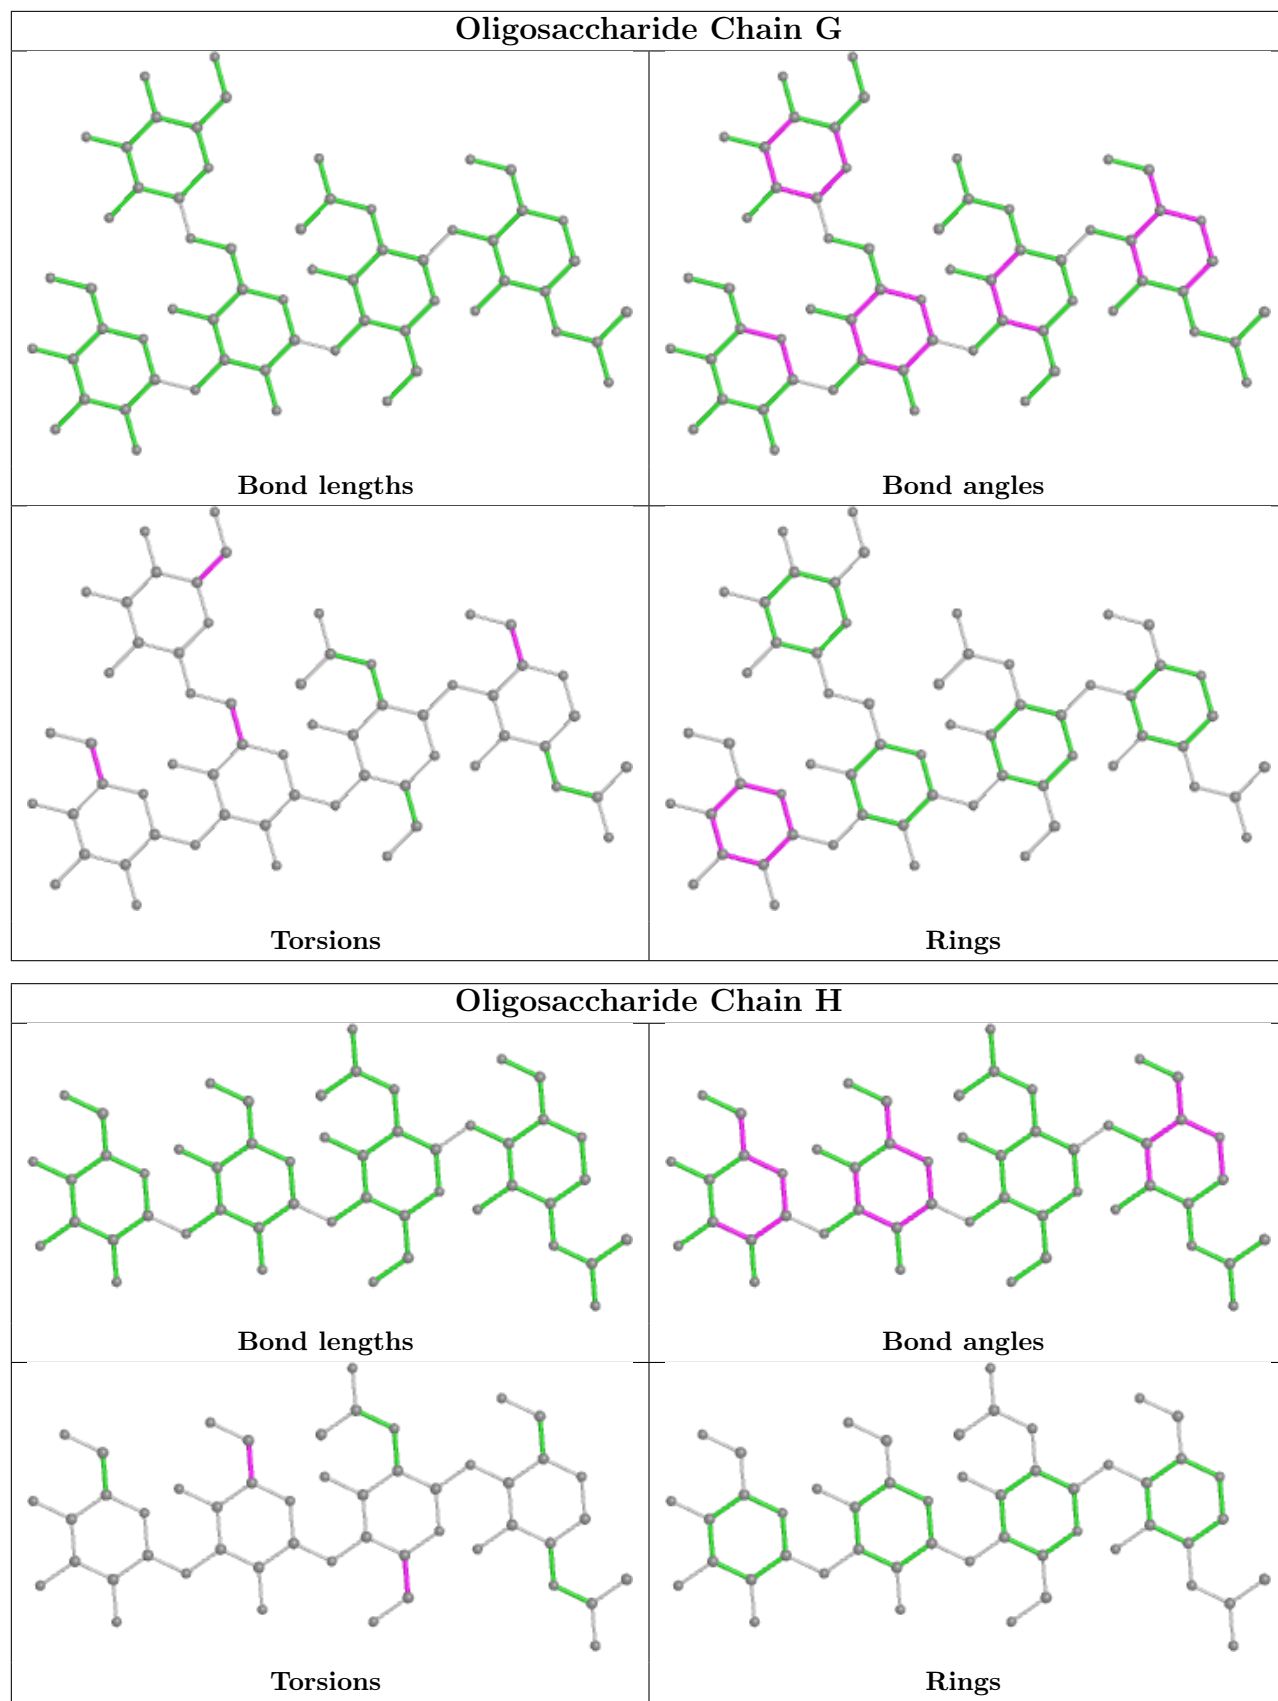 Oligosaccharide Chain G
Bond lengths
Bond angles
Torsions
Rings
Oligosaccharide Chain H
Bond lengths
Bond angles
Torsions
Rings